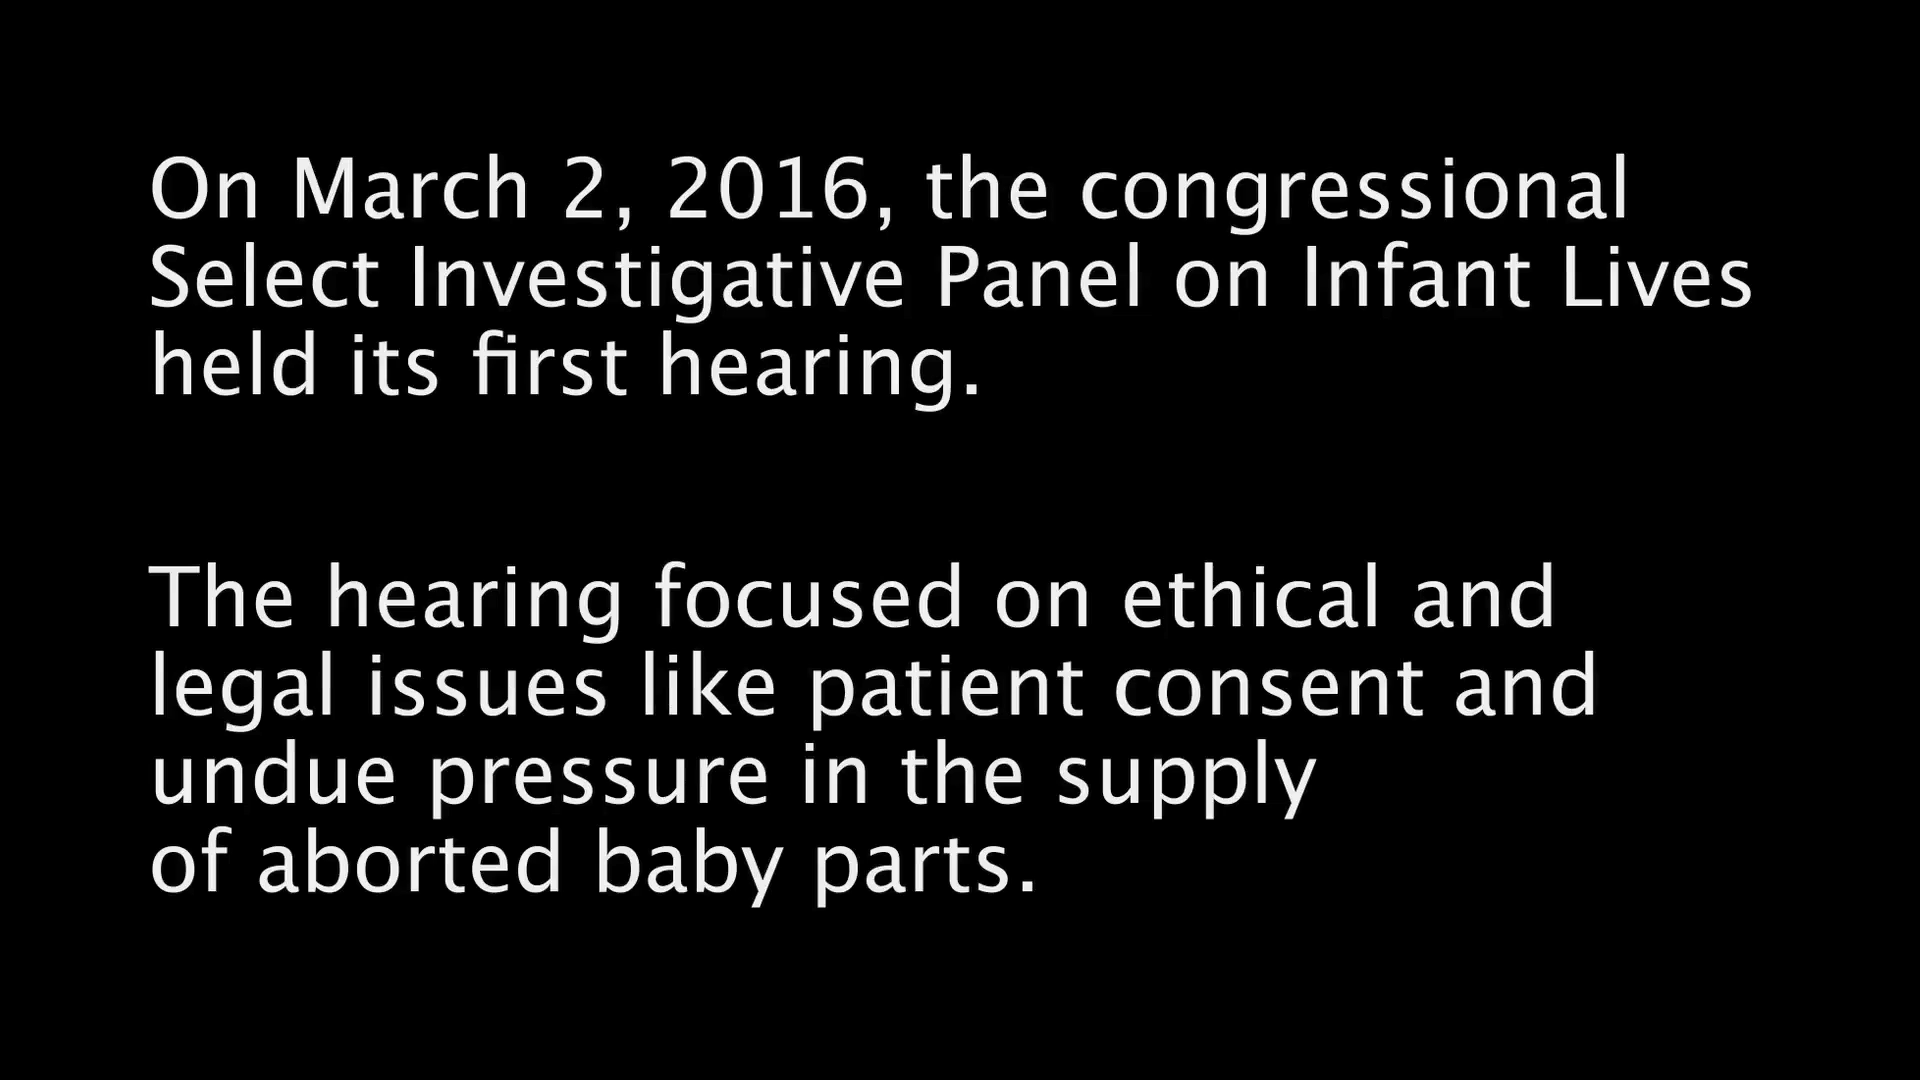 On March 2, 2016, the congressional
Select Investigative Panel on Infant Lives
held its first hearing.
The hearing focused on ethical and
legal issues like patient consent and
undue pressure in the supply
of aborted baby parts.